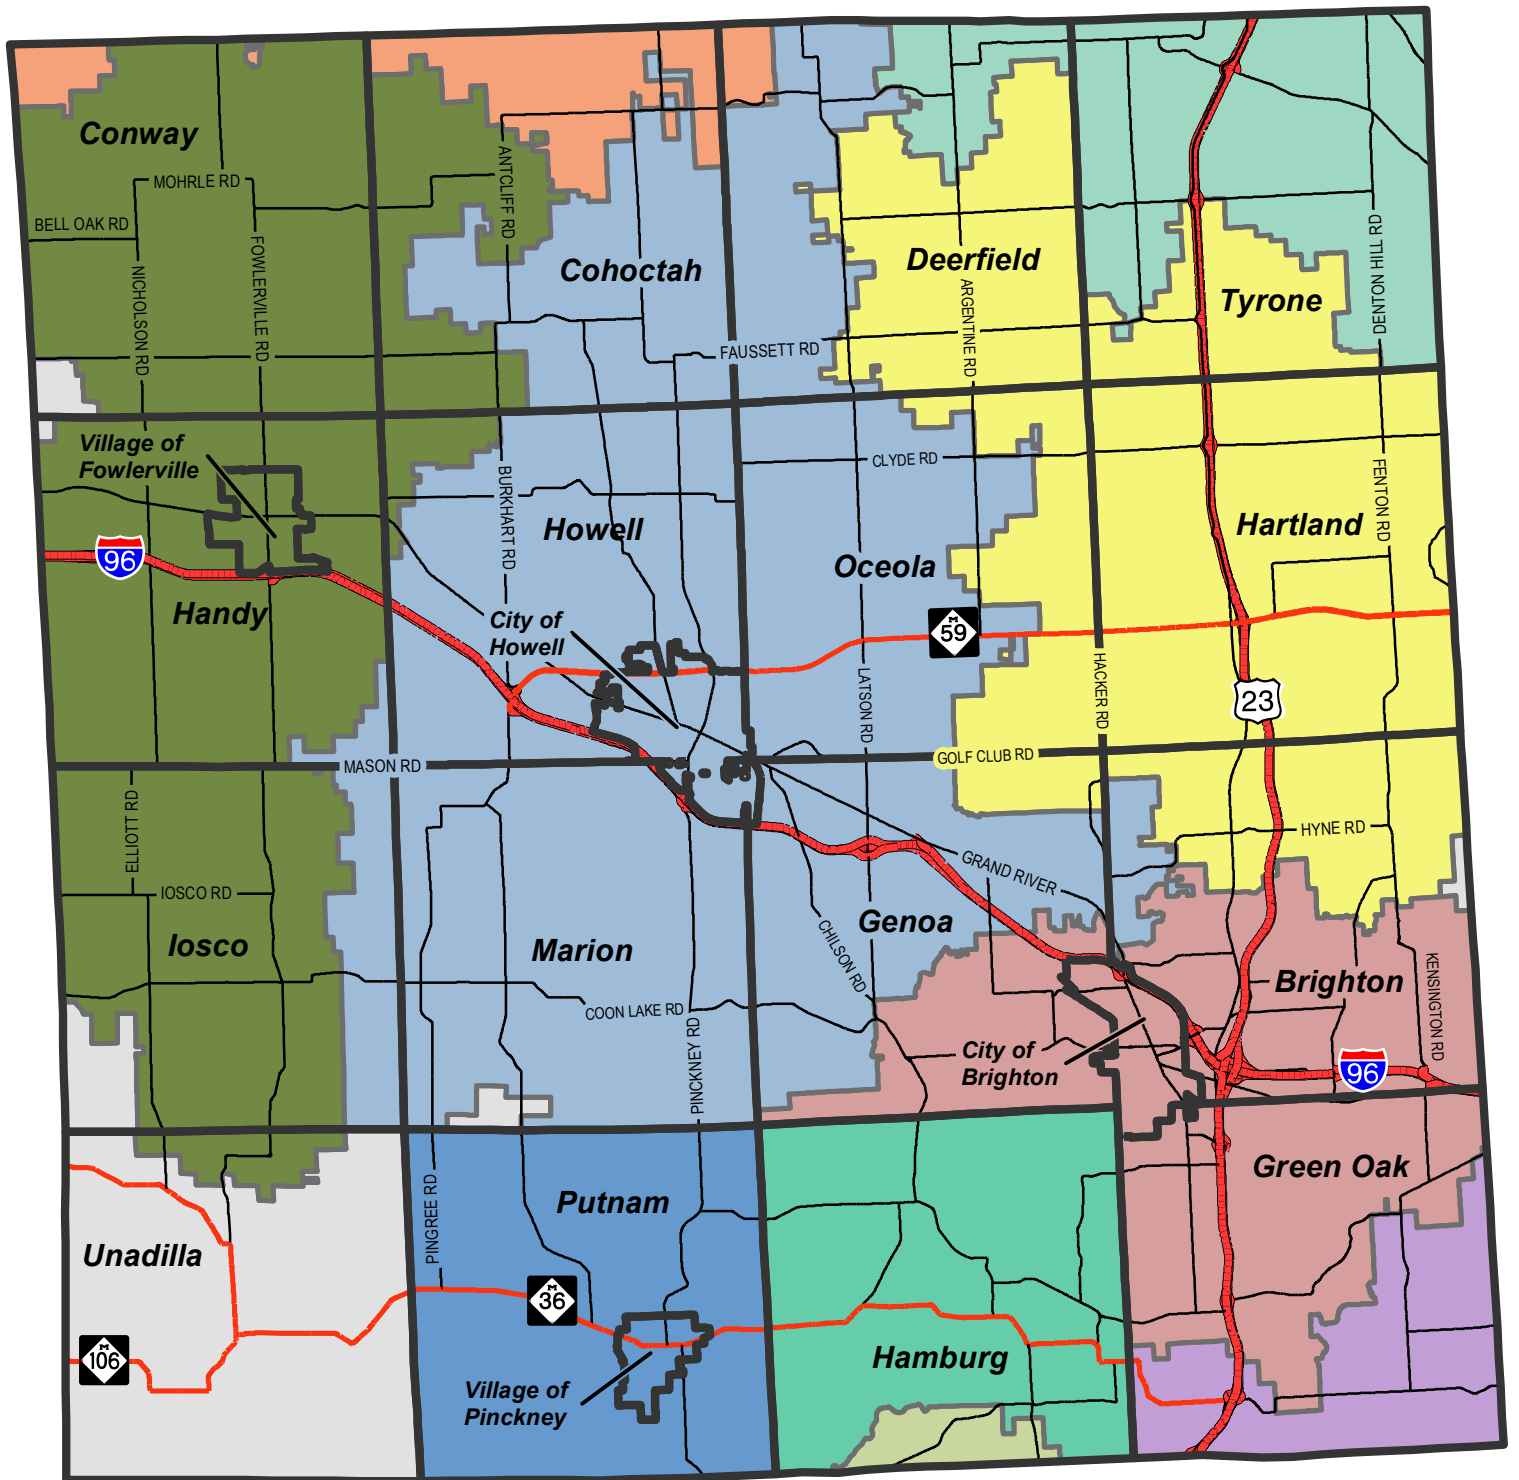 Conway
MOHRLE RD
BELL OAK RD
NICHOLSON RD
FOWLERVILLE RD
ANTCLIFF RD
Cohoctah
Deerfield
ARGENTINE RD
Tyrone
DENTON HILL RD
FAUSSETT RD
Village of
Fowlerville
96
Handy
BURKHART RD
Howell
CLYDE RD
Oceola
Hartland
FENTON RD
City of
Howell
M
59
LATSON RD
HACKER RD
23
MASON RD
GOLF CLUB RD
ELLIOTT RD
IOSCO RD
Iosco
Marion
COON LAKE RD
PINCKNEY RD
Genoa
CHILSON RD
GRAND RIVER
HYNE RD
Brighton
KENSINGTON RD
City of
Brighton
96
Green Oak
Unadilla
M
106
PINGREE RD
Putnam
M
36
Village of
Pinckney
Hamburg